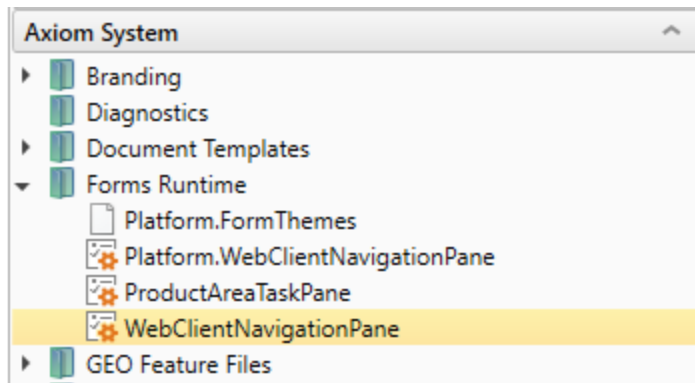 Axiom System
Branding
Diagnostics
Document Templates
Forms Runtime
Platform.FormThemes
Platform.WebClientNavigationPane
ProductAreaTaskPane
WebClientNavigationPane
GEO Feature Files